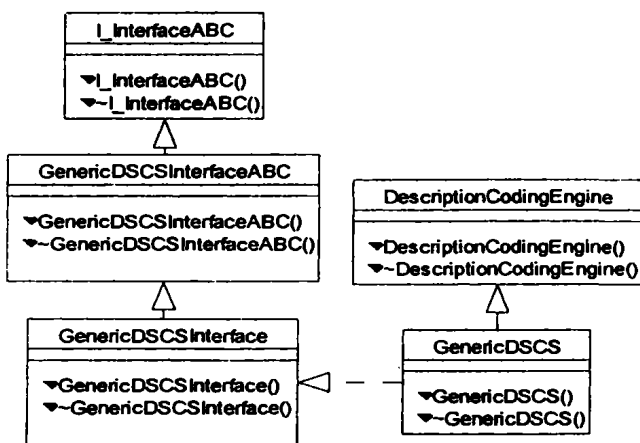 I_InterfaceABC
I_InterfaceABC()
~I_InterfaceABC()
GenericDSCSInterfaceABC
GenericDSCSInterfaceABC()
~GenericDSCSInterfaceABC()
DescriptionCodingEngine
DescriptionCodingEngine()
~DescriptionCodingEngine()
GenericDSCSInterface
GenericDSCSInterface()
~GenericDSCSInterface()
GenericDSCS
GenericDSCS()
~GenericDSCS()